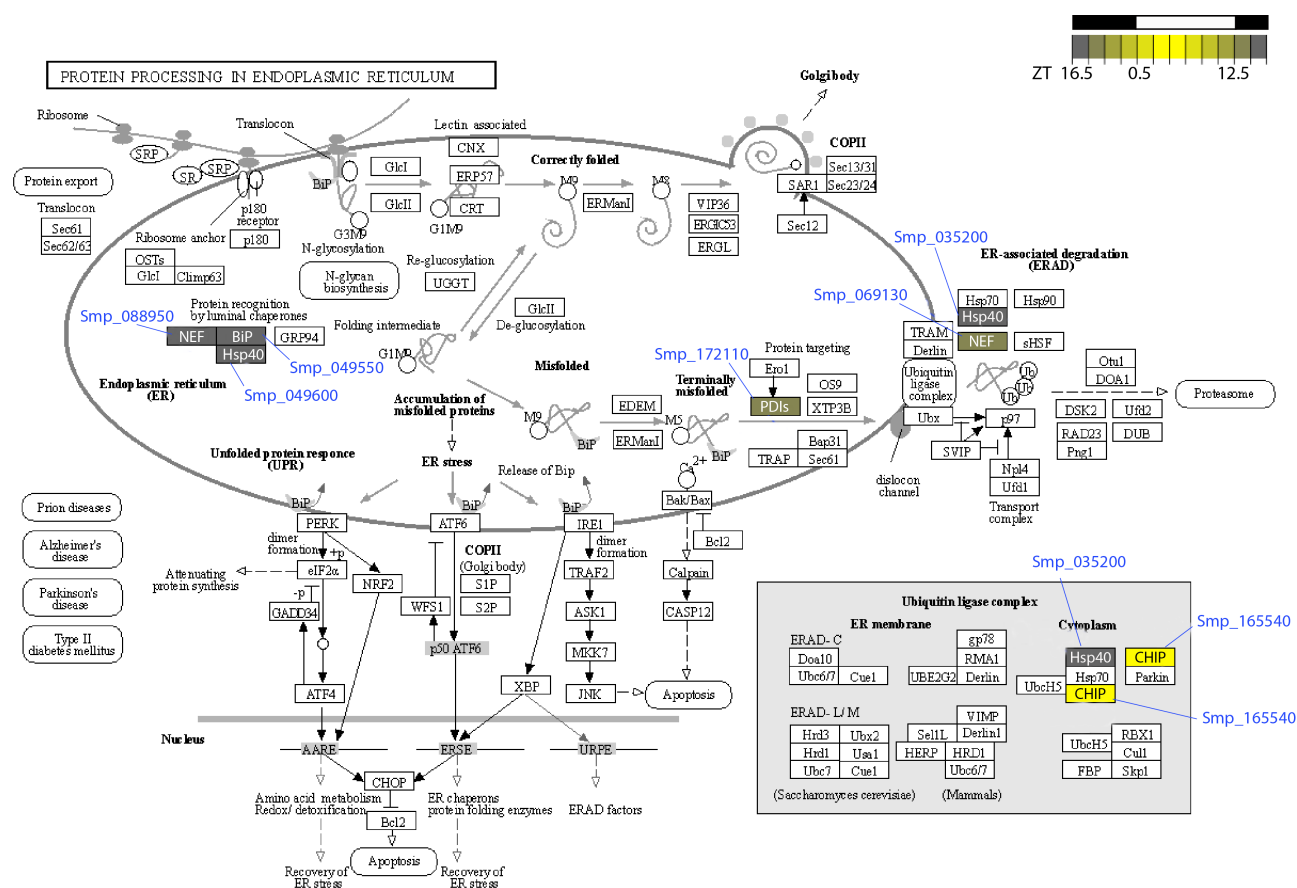 ZT 16.5 0.5 12.5
PROTEIN PROCESSING IN ENDOPLASMIC RETICULUM
Golgi body
Ribosome
Translocon
Lectin associated
COPII
CNX
Correctly folded
SRP
SRP
SR
BiP
GlcI
ERP57
M9
M8
Sec13/31
SAR1
Sec23/24
Protein export
GlcII
CRT
ERManI
VIP36
Translocon
p180
receptor
G3M9
G1M9
ERGIC53
Sec12
Sec61
Sec62/63
Ribosome anchor
p180
N-glycosylation
ERGL
Smp_035200
OSTs
GlcI
Climp63
N-glycan
biosynthesis
Re-glucosylation
UGGT
ER-associated degradation
(ERAD)
Smp_069130
Smp_088950
Protein recognition
by luminal chaperones
GlcII
De-glucosylation
Hsp70
Hsp90
Hsp40
NEF
BiP
GRP94
Folding intermediate
TRAM
NEF
sHSF
Hsp40
Smp_049550
G1M9
Misfolded
Smp_172110
Protein targeting
Derlin
Otu1
DOA1
Endoplasmic reticulum
(ER)
Smp_049600
Ero1
Terminally
misfolded
OS9
Ubiquitin
ligase
complex
Ub
Ub
Ub
Proteasome
Accumulation of
misfolded proteins
M9
EDEM
M5
PDIs
XTP3B
Ubx
p97
DSK2
Ufd2
BiP
ERManI
BiP
Bap31
TRAP
Sec61
SVIP
RAD23
DUB
Png1
Unfolded protein responce
(UPR)
ER stress
Release of Bip
Ca2+
dislocon
channel
Npl4
Ufd1
Transport
complex
BiP
BiP
BiP
Bak/Bax
Prion diseases
PERK
ATF6
IRE1
Bcl2
Alzheimer's
disease
dimer
formation
+p
COPII
(Golgi body)
dimer
formation
Attenuating
protein synthesis
eIF2α
NRF2
S1P
TRAF2
Calpain
Smp_035200
Parkinson's
disease
-p
GADD34
WFS1
S2P
ASK1
CASP12
Ubiquitin ligase complex
Smp_165540
Type II
diabetes mellitus
p50 ATF6
MKK7
ER membrane
Cytoplasm
ERAD- C
gp78
Doa10
RMA1
Hsp40
CHIP
Ubc6/7
Cue1
UBE2G2
Derlin
UbcH5
Hsp70
Parkin
CHIP
ATF4
XBP
JNK
Apoptosis
ERAD- L/ M
VIMP
Smp_165540
Nucleus
AARE
ERSE
URPE
Hrd3
Ubx2
Sel1L
Derlin1
UbcH5
RBX1
Hrd1
Usa1
HERP
HRD1
Cul1
Ubc7
Cue1
Ubc6/7
FBP
Skp1
CHOP
(Saccharomyces cerevisiae)
(Mammals)
Amino acid metabolism
Redox/ detoxification
ER chaperons
protein folding enzymes
ERAD factors
Bcl2
Apoptosis
Recovery of
ER stress
Recovery of
ER stress